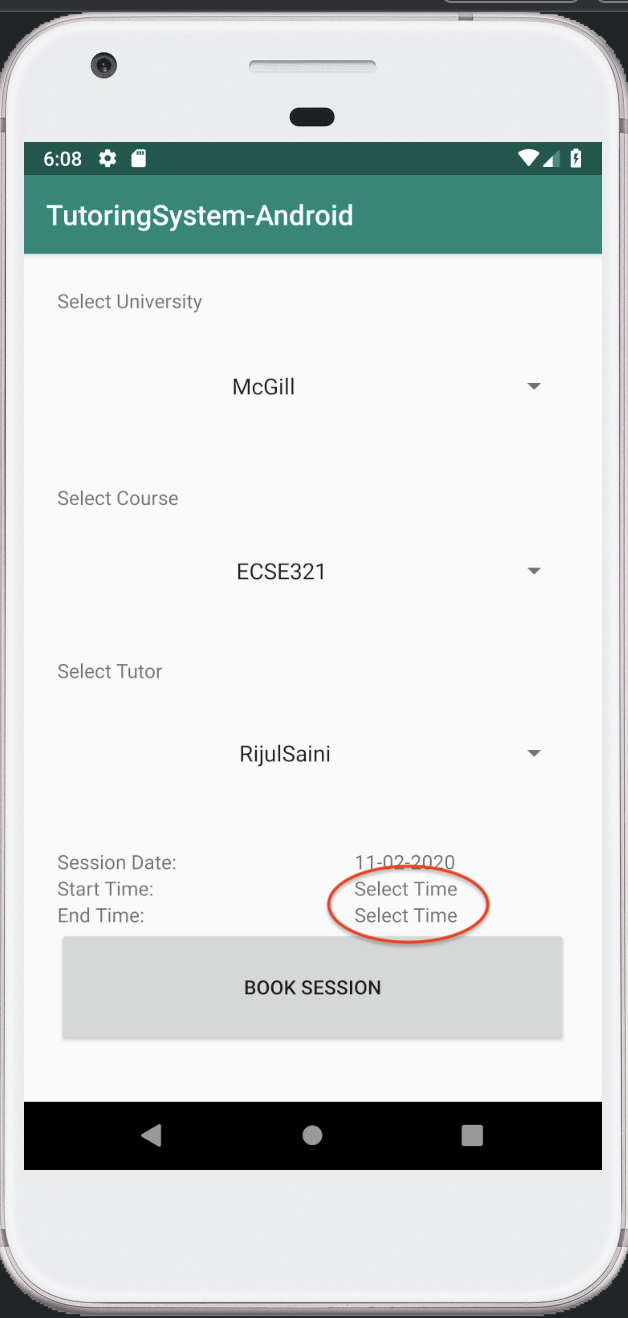 6:08
TutoringSystem-Android
Select University
McGill
Select Course
ECSE321
Select Tutor
RijulSaini
Session Date: 11-02-2020
Start Time: Select Time
End Time: Select Time
BOOK SESSION